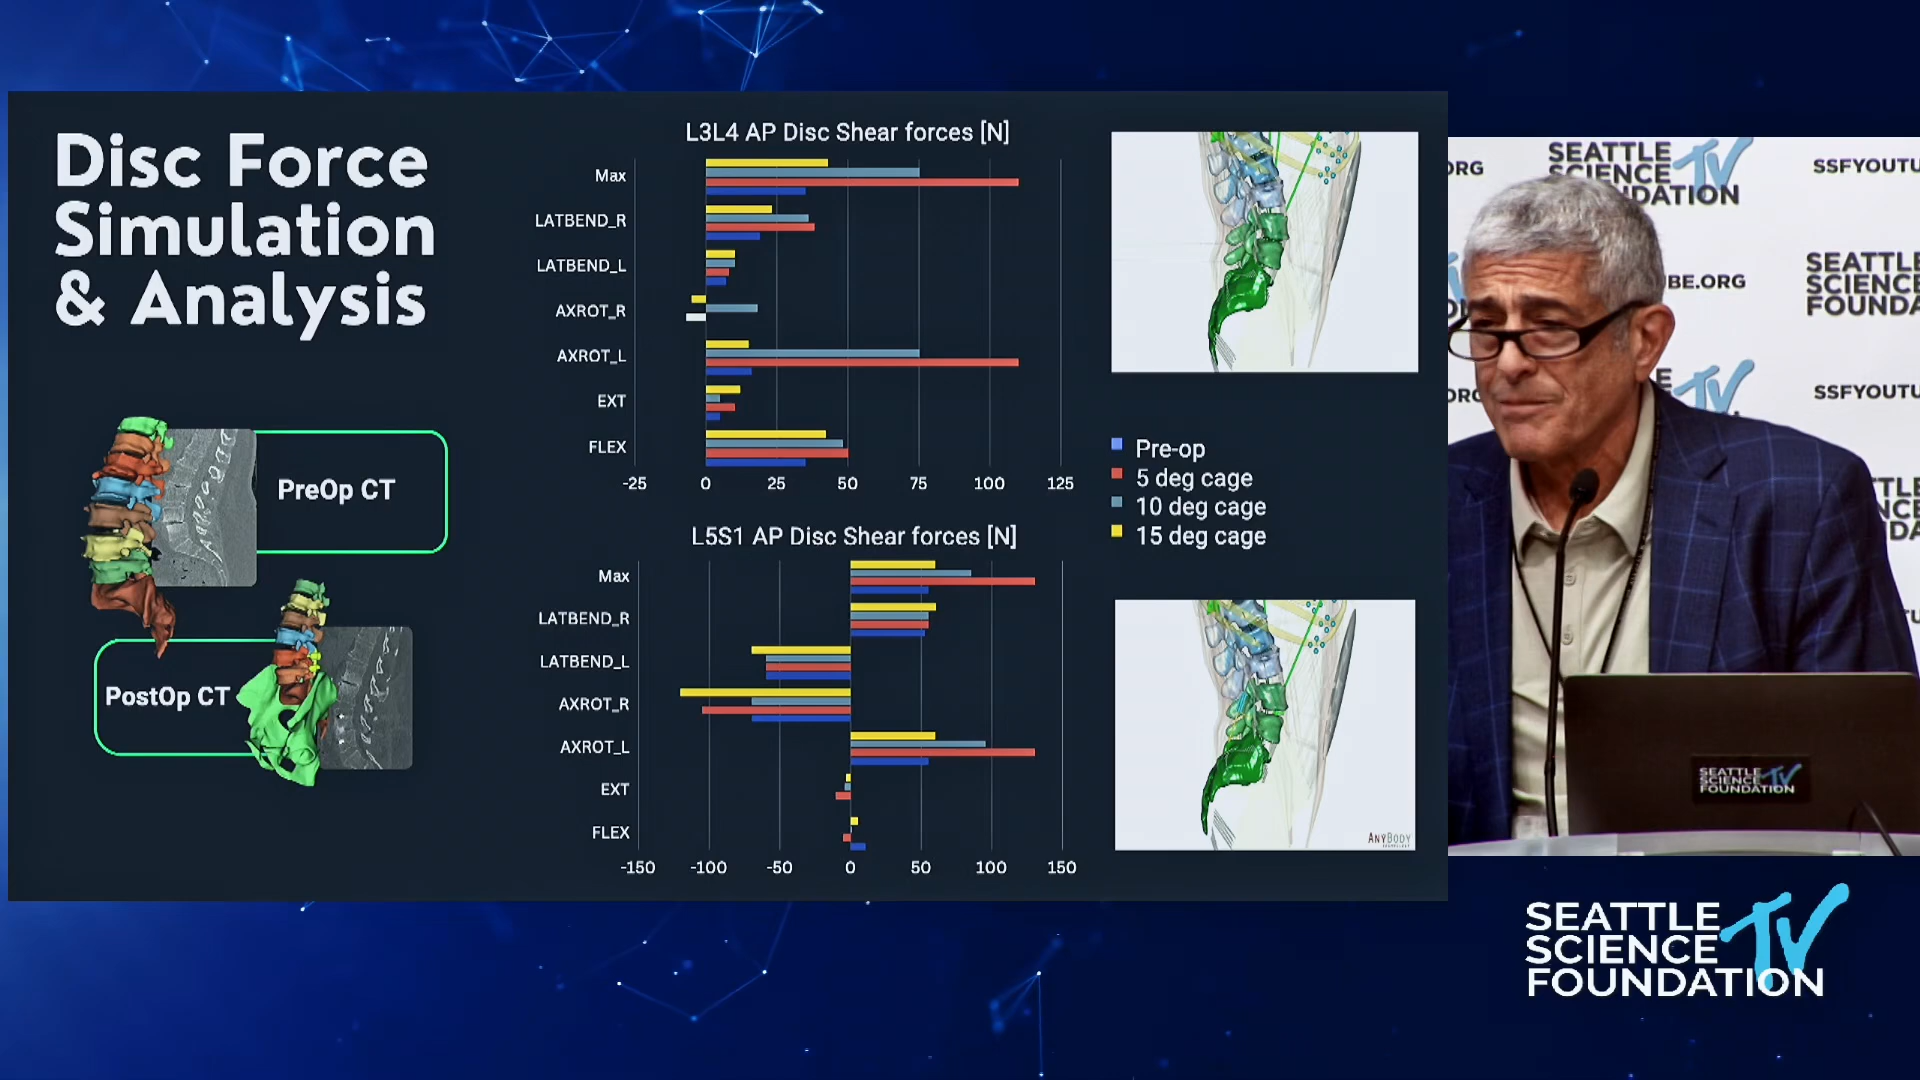 Disc Force
Simulation
& Analysis
PreOp CT
PostOp CT
L3L4 AP Disc Shear forces [N]
Max
LATBEND_R
LATBEND_L
AXROT_R
AXROT_L
EXT
FLEX
-25 0 25 50 75 100 125
L5S1 AP Disc Shear forces [N]
Max
LATBEND_R
LATBEND_L
AXROT_R
AXROT_L
EXT
FLEX
-150 -100 -50 0 50 100 150
Pre-op
5 deg cage
10 deg cage
15 deg cage
ANYBODY
SEATTLE
SCIENCE TV
FOUNDATION
ORG
SSFYOUTU
BE.ORG
SEATTLE
SCIENCE
FOUNDA
SSFYOUTU
SEATTLE
SCIENCE TV
FOUNDATION
SEATTLE
SCIENCE TV
FOUNDATION